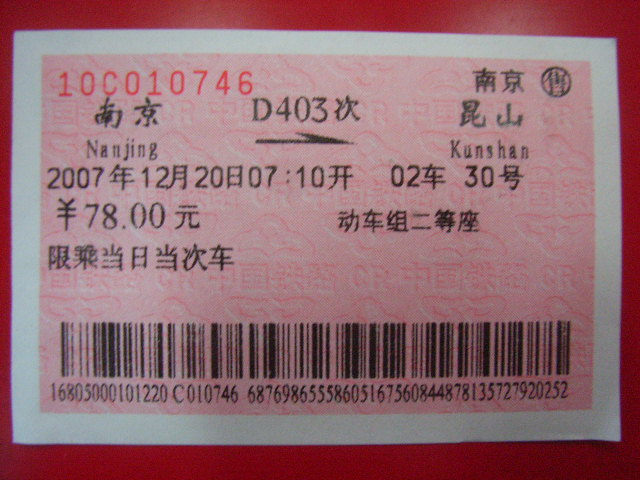 10C010746 南京 售
南京 D403次 昆山
Nanjing Kunshan
2007年12月20日07:10开 02车 30号
￥78.00元 动车组二等座
限乘当日当次车
16805000101220 C010746 68769865558605167560844878135727920252